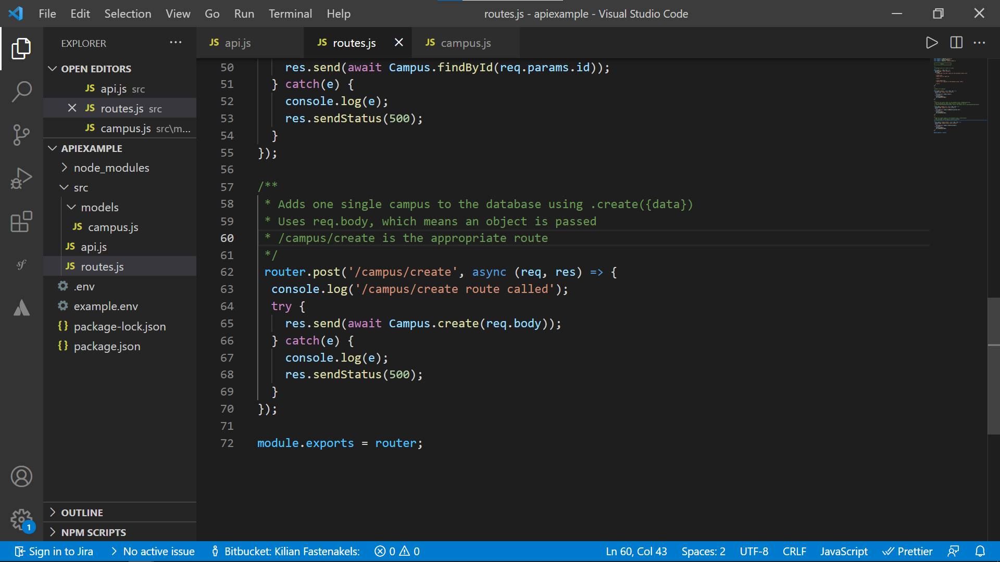 File Edit Selection View Go Run Terminal Help
routes.js - apiexample - Visual Studio Code
EXPLORER
OPEN EDITORS
JS api.js src
JS routes.js src
JS campus.js src\m...
APIEXAMPLE
node_modules
src
models
JS campus.js
JS api.js
JS routes.js
.env
example.env
{} package-lock.json
{} package.json
OUTLINE
NPM SCRIPTS
1
JS api.js
JS routes.js
JS campus.js
50 res.send(await Campus.findById(req.params.id));
51 } catch(e) {
52 console.log(e);
53 res.sendStatus(500);
54 }
55 });
56
57 /**
58 * Adds one single campus to the database using .create({data})
59 * Uses req.body, which means an object is passed
60 * /campus/create is the appropriate route
61 */
62 router.post('/campus/create', async (req, res) => {
63 console.log('/campus/create route called');
64 try {
65 res.send(await Campus.create(req.body));
66 } catch(e) {
67 console.log(e);
68 res.sendStatus(500);
69 }
70 });
71
72 module.exports = router;
Sign in to Jira
No active issue
Bitbucket: Kilian Fastenakels:
0 0
Ln 60, Col 43
Spaces: 2
UTF-8
CRLF
JavaScript
Prettier